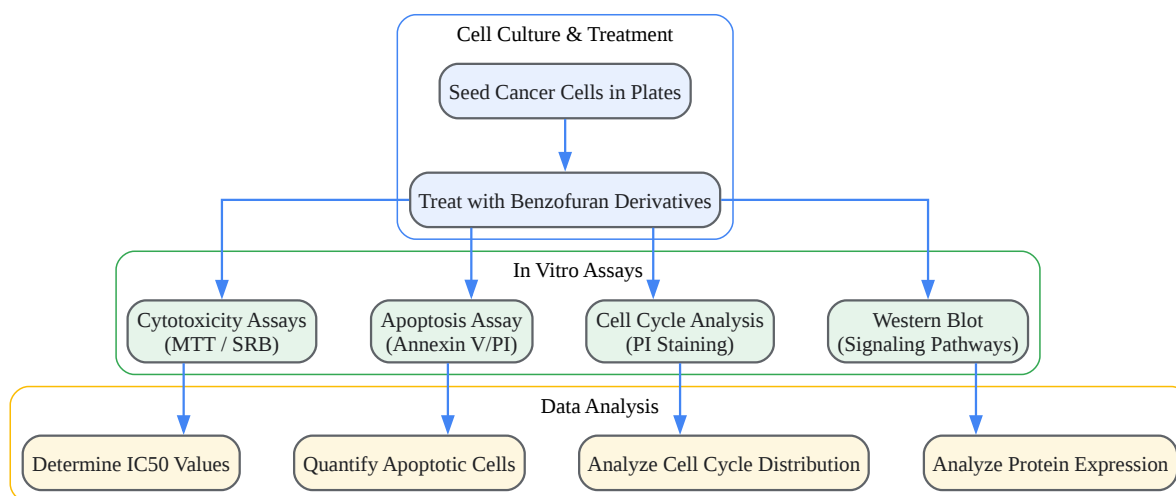 Cell Culture & Treatment
Seed Cancer Cells in Plates
Treat with Benzofuran Derivatives
In Vitro Assays
Cytotoxicity Assays
(MTT / SRB)
Apoptosis Assay
(Annexin V/PI)
Cell Cycle Analysis
(PI Staining)
Western Blot
(Signaling Pathways)
Data Analysis
Determine IC50 Values
Quantify Apoptotic Cells
Analyze Cell Cycle Distribution
Analyze Protein Expression